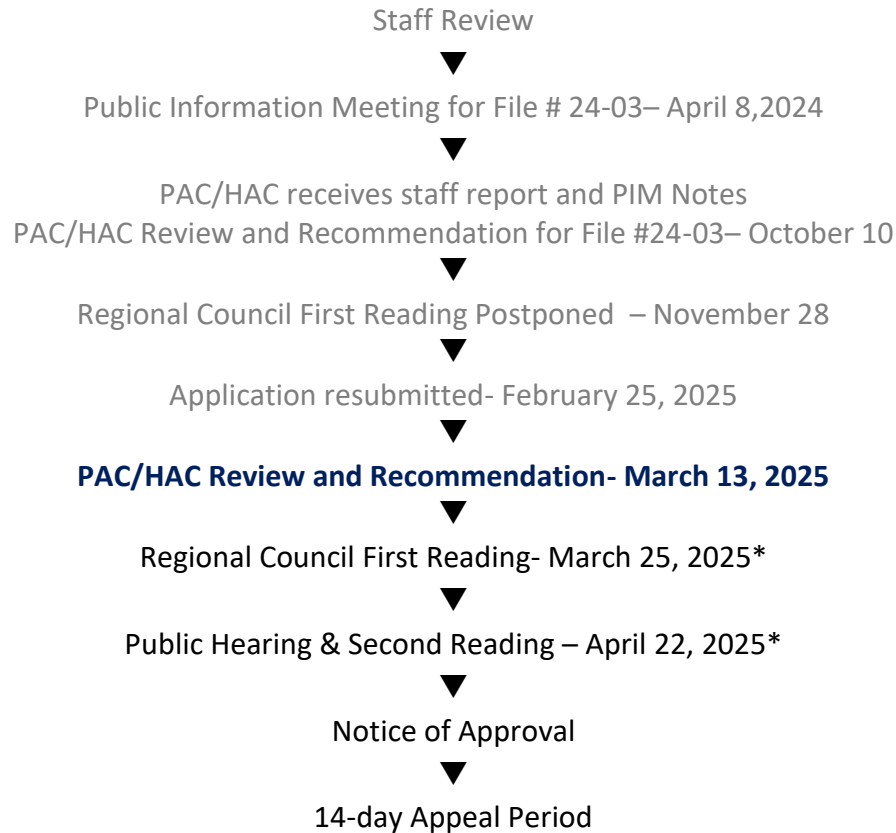 Staff Review
Public Information Meeting for File # 24-03– April 8,2024
PAC/HAC receives staff report and PIM Notes
PAC/HAC Review and Recommendation for File #24-03– October 10
Regional Council First Reading Postponed – November 28
Application resubmitted- February 25, 2025
PAC/HAC Review and Recommendation- March 13, 2025
Regional Council First Reading- March 25, 2025*
Public Hearing & Second Reading – April 22, 2025*
Notice of Approval
14-day Appeal Period